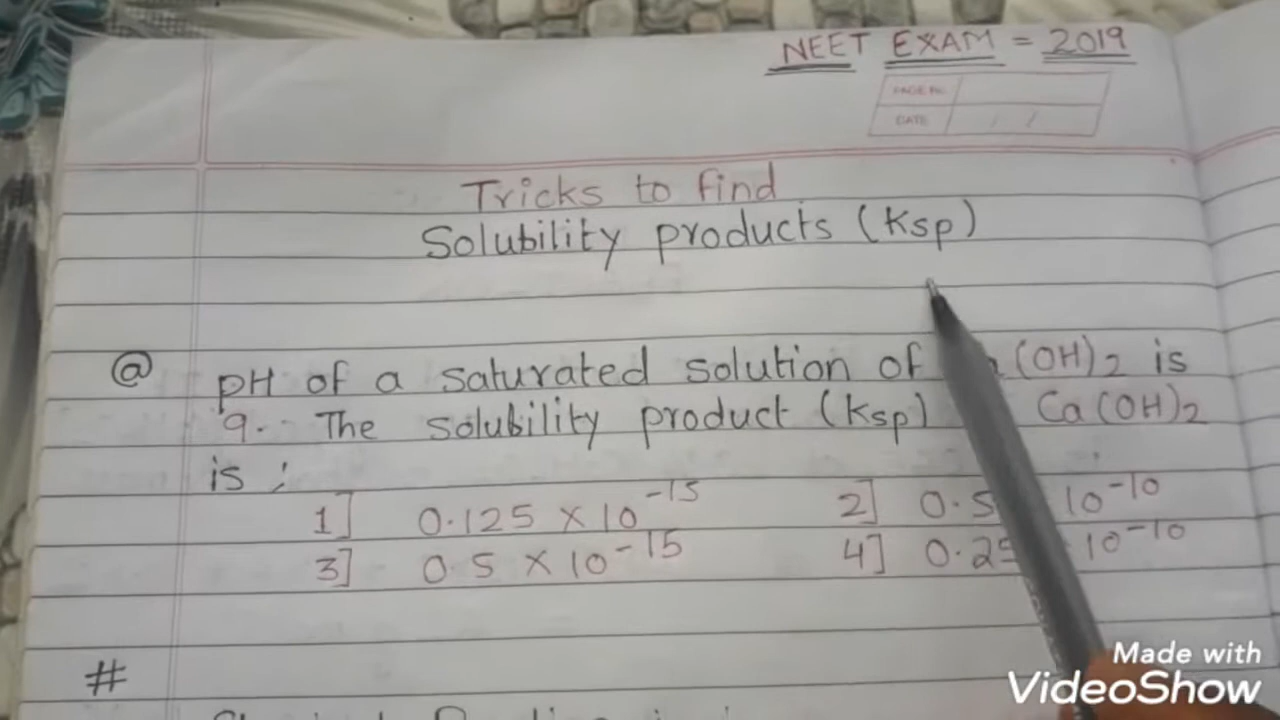 NEET EXAM = 2019
PAGE No.
DATE / /
Tricks to find
Solubility products (Ksp)
@ pH of a saturated solution of (OH)2 is
9. The solubility product (Ksp) Ca(OH)2
is :
1] 0.125 × 10^-15 2] 0.5 10^-10
3] 0.5 × 10^-15 4] 0.25 10^-10
#
Made with
VideoShow